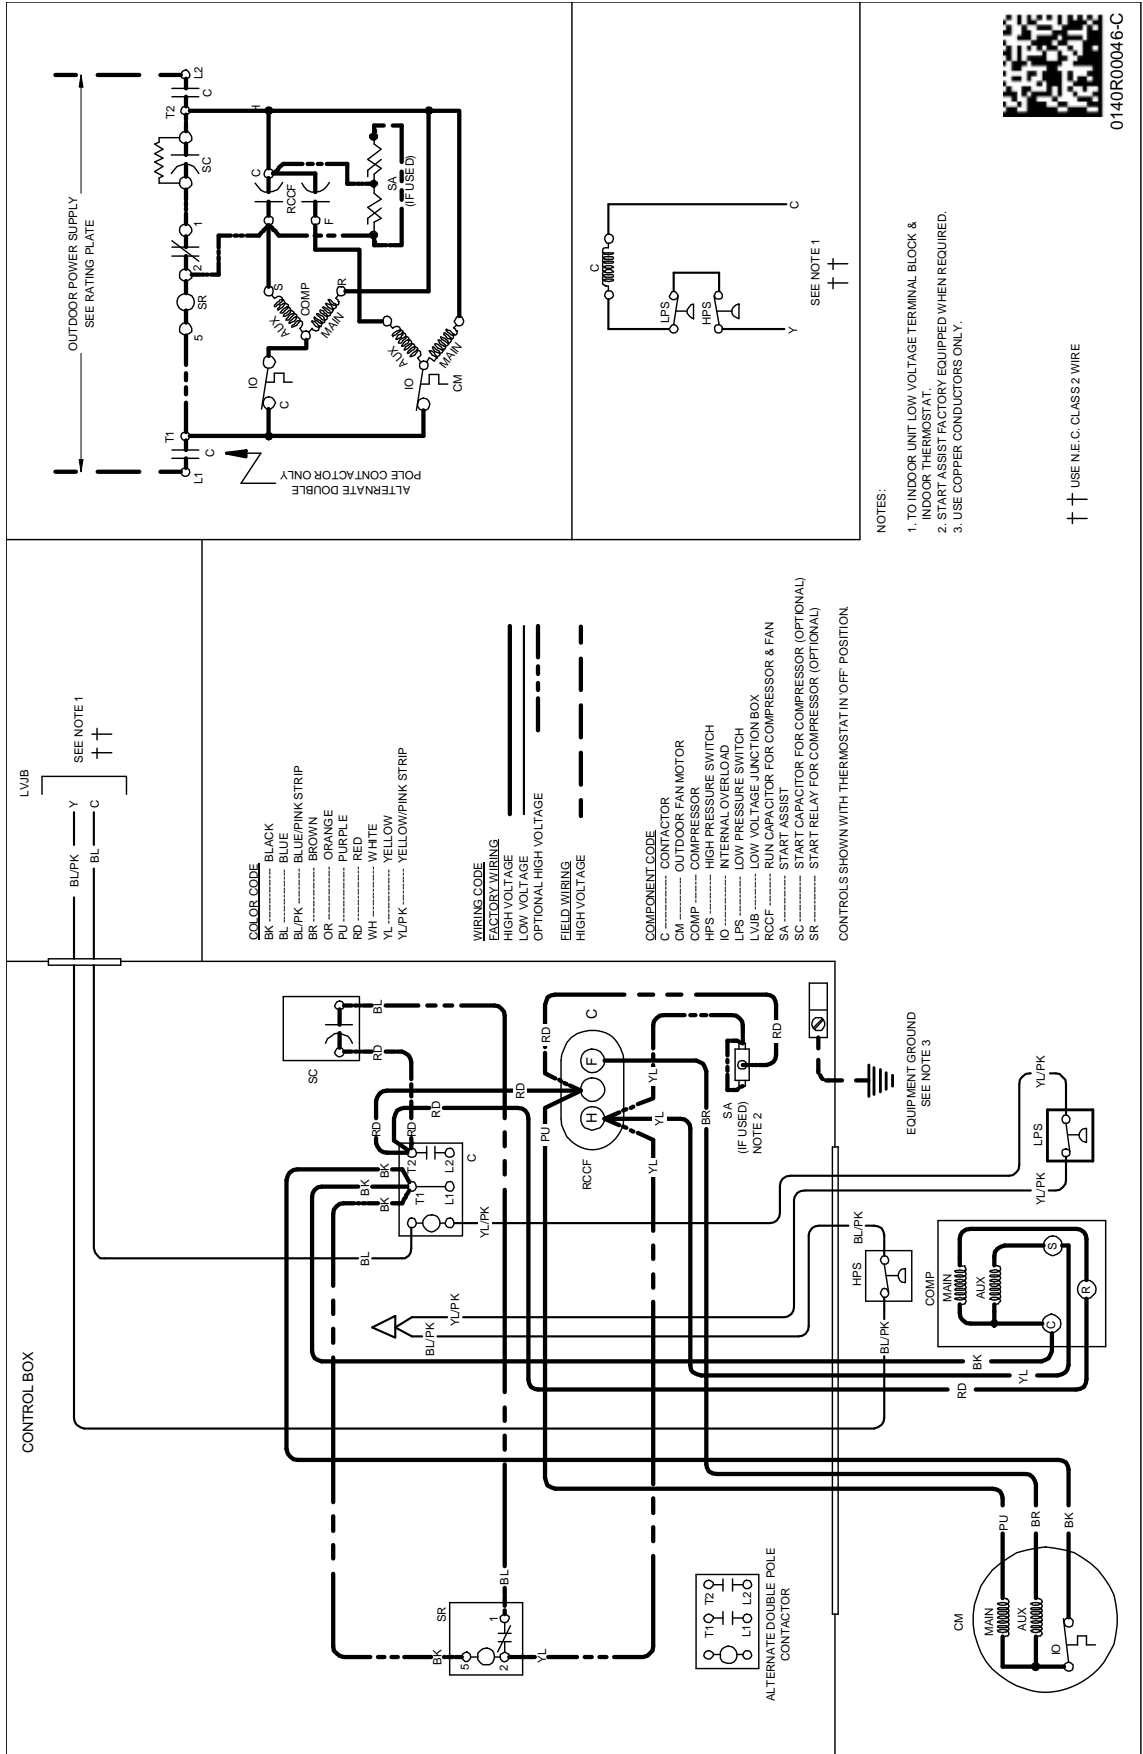 CONTROL BOX
LVJB
Y
C
SEE NOTE 1
††
BL/PK
BL
BL
SC
RD
BL
RD
RD
RD
RD
BK
BK
BK
T2
T1
L2
L1
C
YL/PK
YL/PK
BL/PK
SR
5
2
1
BK
YL
BL
RD
PU
YL
YL
YL
BR
RCCF
H
F
C
SA
(IF USED)
NOTE 2
RD
EQUIPMENT GROUND
SEE NOTE 3
ALTERNATE DOUBLE POLE
CONTACTOR
T1
T2
L1
L2
CM
MAIN
AUX
IO
PU
BR
BK
RD
YL
BK
COMP
MAIN
AUX
C
S
R
HPS
BL/PK
BL/PK
LPS
YL/PK
YL/PK
COLOR CODE
BK ---------- BLACK
BL ---------- BLUE
BL/PK ------- BLUE/PINK STRIP
BR ---------- BROWN
OR ---------- ORANGE
PU ---------- PURPLE
RD ---------- RED
WH ---------- WHITE
YL ---------- YELLOW
YL/PK ------- YELLOW/PINK STRIP
WIRING CODE
FACTORY WIRING
HIGH VOLTAGE
LOW VOLTAGE
OPTIONAL HIGH VOLTAGE
FIELD WIRING
HIGH VOLTAGE
COMPONENT CODE
C ---------- CONTACTOR
CM ---------- OUTDOOR FAN MOTOR
COMP ------- COMPRESSOR
HPS --------- HIGH PRESSURE SWITCH
IO ---------- INTERNAL OVERLOAD
LPS --------- LOW PRESSURE SWITCH
LVJB -------- LOW VOLTAGE JUNCTION BOX
RCCF -------- RUN CAPACITOR FOR COMPRESSOR & FAN
SA ---------- START ASSIST
SC ---------- START CAPACITOR FOR COMPRESSOR (OPTIONAL)
SR ---------- START RELAY FOR COMPRESSOR (OPTIONAL)
CONTROLS SHOWN WITH THERMOSTAT IN 'OFF' POSITION.
OUTDOOR POWER SUPPLY
SEE RATING PLATE
L1
C
T1
5
SR
2
1
SC
T2
C
L2
ALTERNATE DOUBLE
POLE CONTACTOR ONLY
IO
C
AUX
S
COMP
MAIN
R
RCCF
C
H
F
SA
(IF USED)
IO
AUX
MAIN
CM
C
LPS
HPS
Y
C
SEE NOTE 1
††
NOTES:
1. TO INDOOR UNIT LOW VOLTAGE TERMINAL BLOCK &
INDOOR THERMOSTAT.
2. START ASSIST FACTORY EQUIPPED WHEN REQUIRED.
3. USE COPPER CONDUCTORS ONLY.
†† USE N.E.C. CLASS 2 WIRE
0140R00046-C